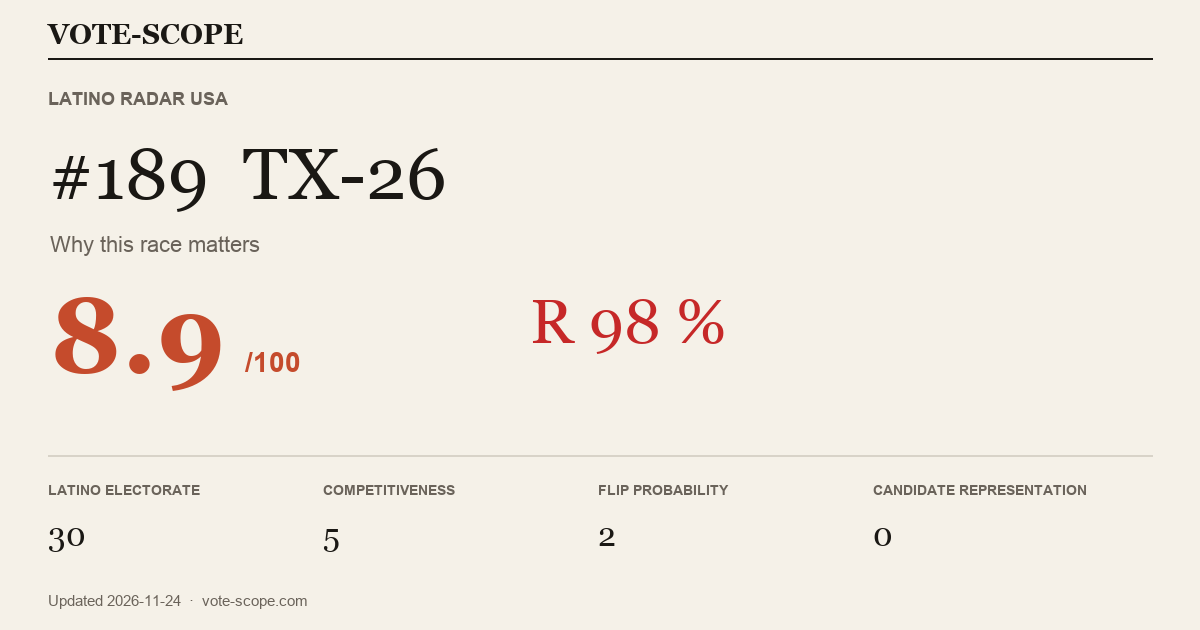 VOTE-SCOPE
LATINO RADAR USA
#189 TX-26
Why this race matters
8.9 /100
R 98 %
LATINO ELECTORATE
COMPETITIVENESS
FLIP PROBABILITY
CANDIDATE REPRESENTATION
30
5
2
0
Updated 2026-11-24 · vote-scope.com